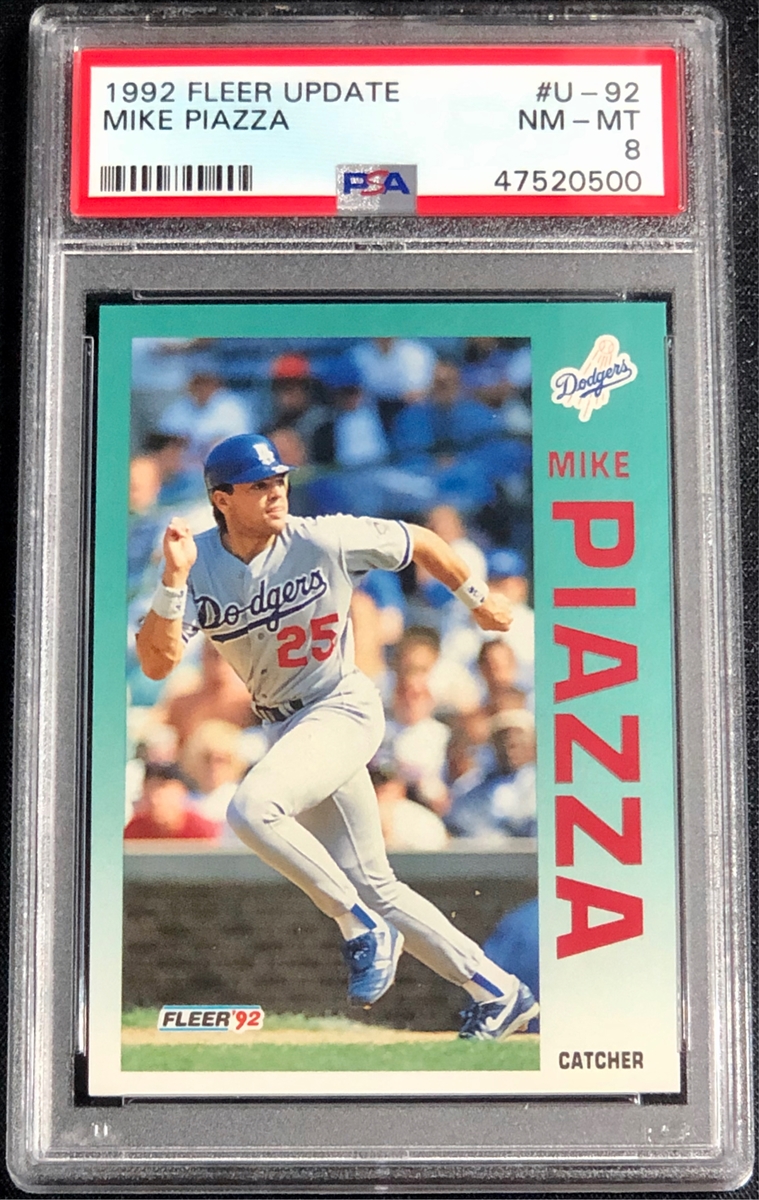 1992 FLEER UPDATE #U-92
MIKE PIAZZA NM-MT
8
PSA 47520500
Dodgers
MIKE
PIAZZA
Dodgers
25
FLEER'92
CATCHER